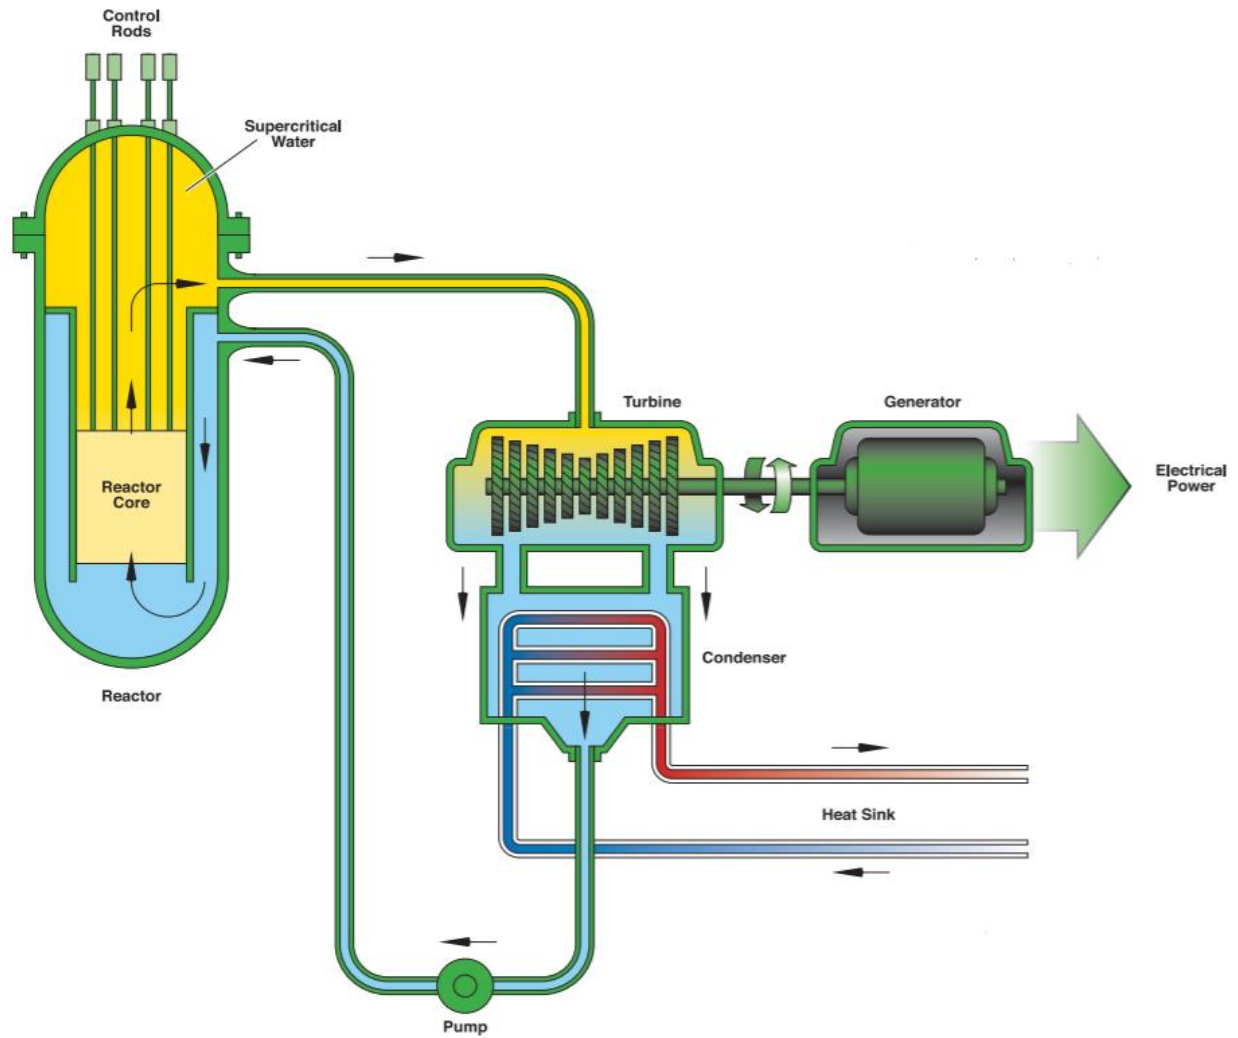 Control
Rods
Supercritical
Water
Turbine
Generator
Electrical
Power
Reactor
Core
Condenser
Reactor
Heat Sink
Pump